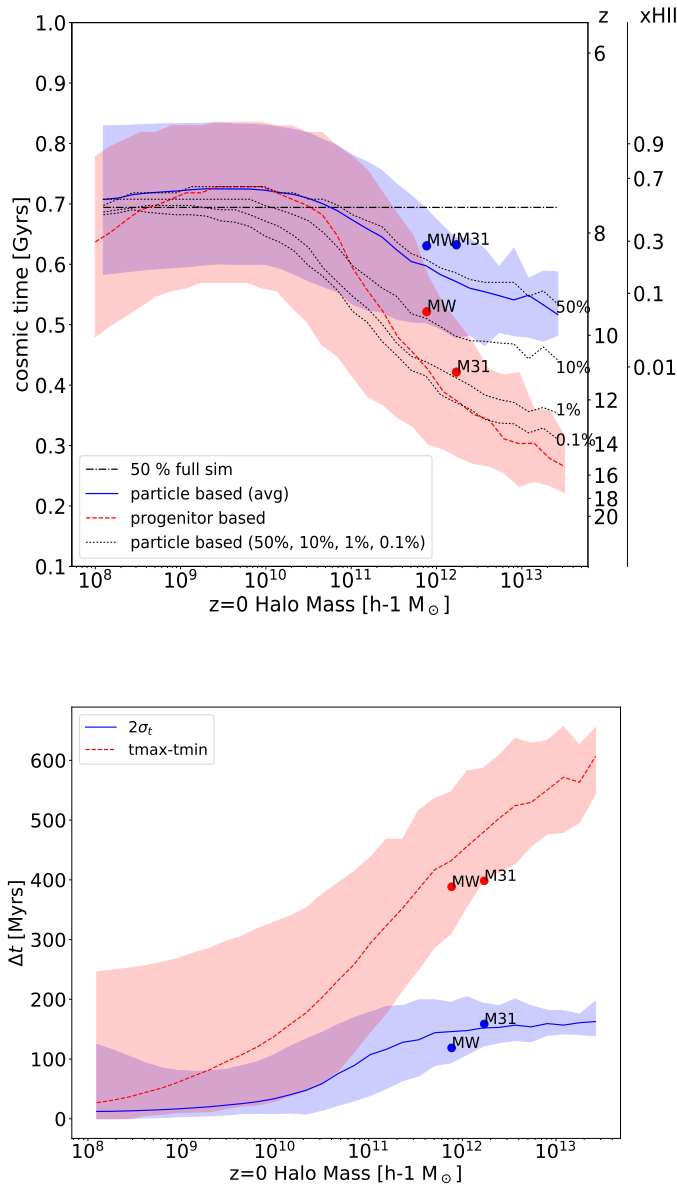 z xHII
1.0
0.9
0.8
0.7
0.6
0.5
0.4
0.3
0.2
0.1
cosmic time [Gyrs]
6
8
10
12
14
16
18
20
0.9
0.7
0.3
0.1
0.01
MW M31
MW
M31
50%
10%
1%
0.1%
50 % full sim
particle based (avg)
progenitor based
particle based (50%, 10%, 1%, 0.1%)
10⁸ 10⁹ 10¹⁰ 10¹¹ 10¹² 10¹³
z=0 Halo Mass [h-1 M⊙]
2σₜ
tmax-tmin
600
500
400
300
200
100
0
Δt [Myrs]
MW M31
M31
MW
10⁸ 10⁹ 10¹⁰ 10¹¹ 10¹² 10¹³
z=0 Halo Mass [h-1 M⊙]